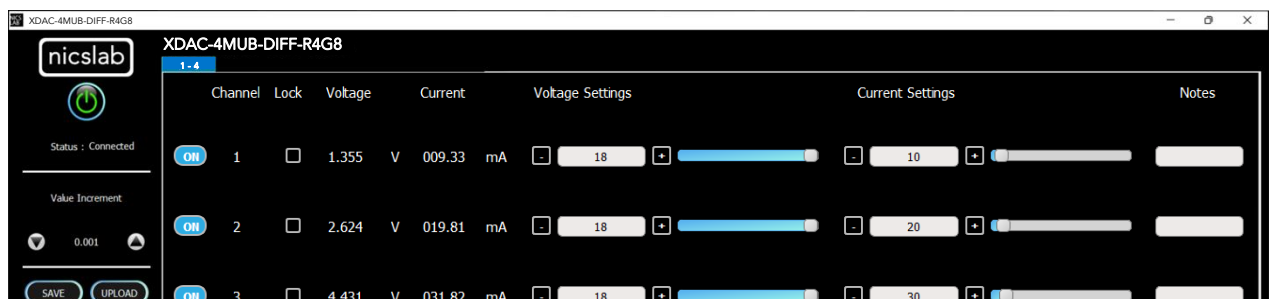 NICS LAB XDAC-4MUB-DIFF-R4G8
nicslab
XDAC-4MUB-DIFF-R4G8
1 - 4
Channel Lock Voltage Current Voltage Settings Current Settings Notes
Status : Connected
ON 1 1.355 V 009.33 mA - 18 + - 10 +
Value Increment
ON 2 2.624 V 019.81 mA - 18 + - 20 +
0.001
SAVE UPLOAD
ON 3 4.431 V 031.82 mA - 18 + - 30 +